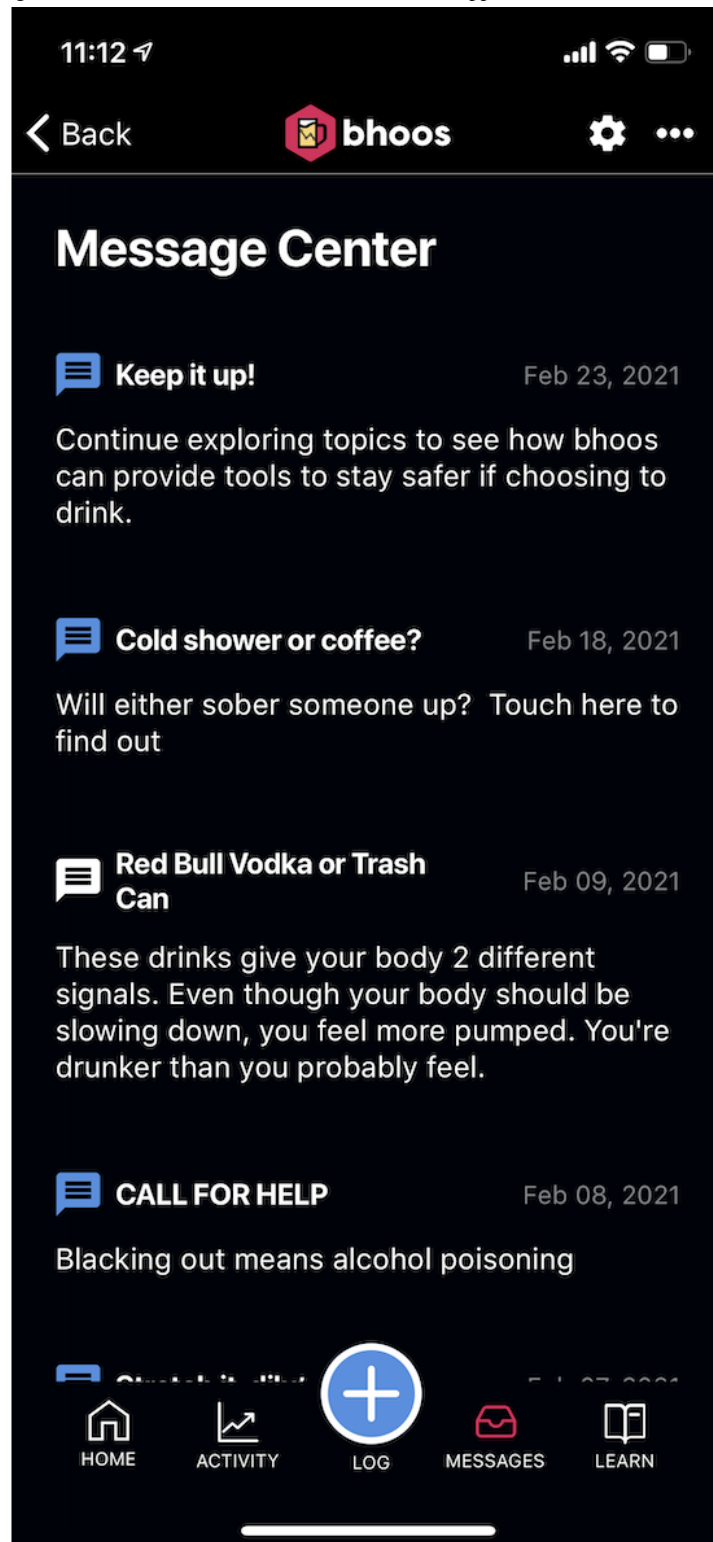 11:12
Back
bhoos
Message Center
Keep it up!
Feb 23, 2021
Continue exploring topics to see how bhoos
can provide tools to stay safer if choosing to
drink.
Cold shower or coffee?
Feb 18, 2021
Will either sober someone up?  Touch here to
find out
Red Bull Vodka or Trash
Can
Feb 09, 2021
These drinks give your body 2 different
signals. Even though your body should be
slowing down, you feel more pumped. You're
drunker than you probably feel.
CALL FOR HELP
Feb 08, 2021
Blacking out means alcohol poisoning
HOME
ACTIVITY
LOG
MESSAGES
LEARN